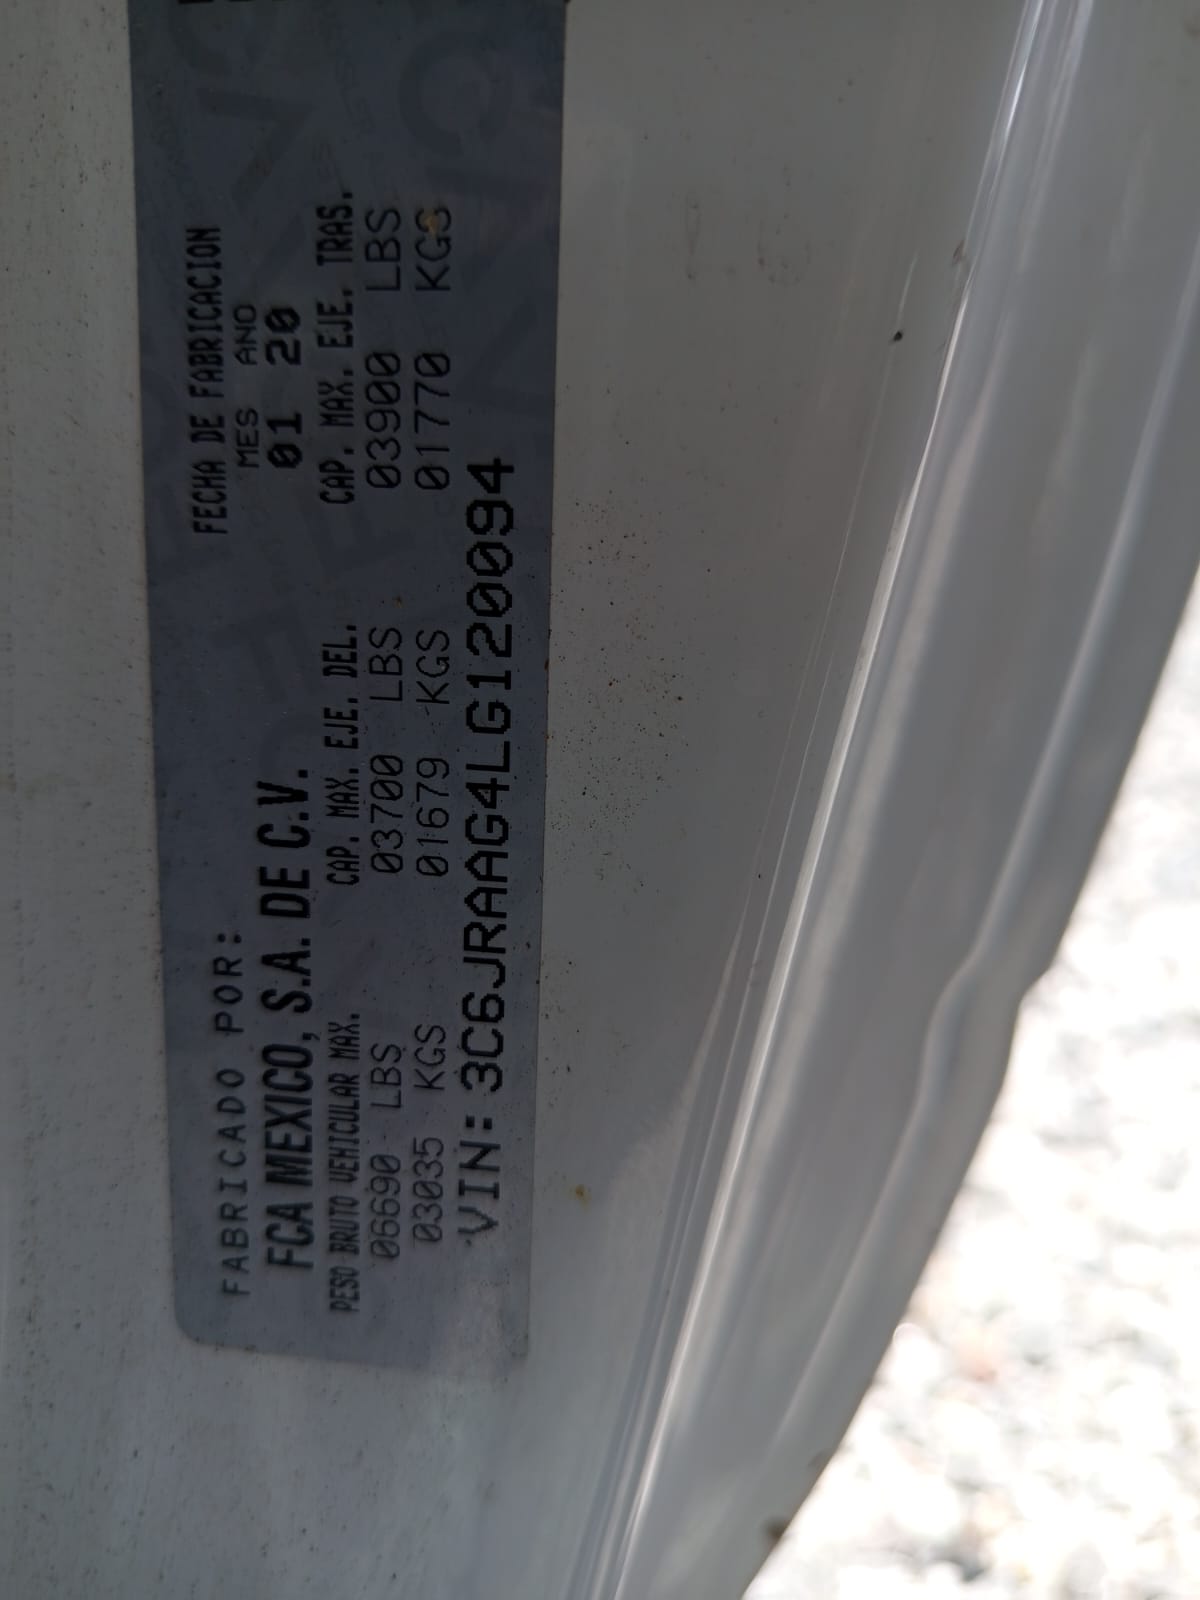 FABRICADO POR:
FCA MEXICO, S.A. DE C.V.
FECHA DE FABRICACION
MES ANO
01 20
PESO BRUTO VEHICULAR MAX.
06690 LBS
03035 KGS
CAP. MAX. EJE. DEL.
03700 LBS
01679 KGS
CAP. MAX. EJE. TRAS.
03900 LBS
01770 KGS
VIN: 3C6JRAAG4LG120094